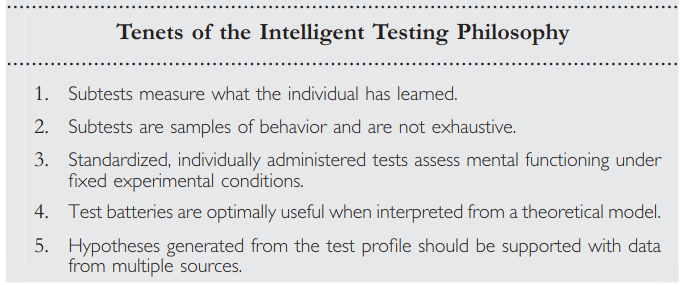 Tenets of the Intelligent Testing Philosophy
1. Subtests measure what the individual has learned.
2. Subtests are samples of behavior and are not exhaustive.
3. Standardized, individually administered tests assess mental functioning under
fixed experimental conditions.
4. Test batteries are optimally useful when interpreted from a theoretical model.
5. Hypotheses generated from the test profile should be supported with data
from multiple sources.